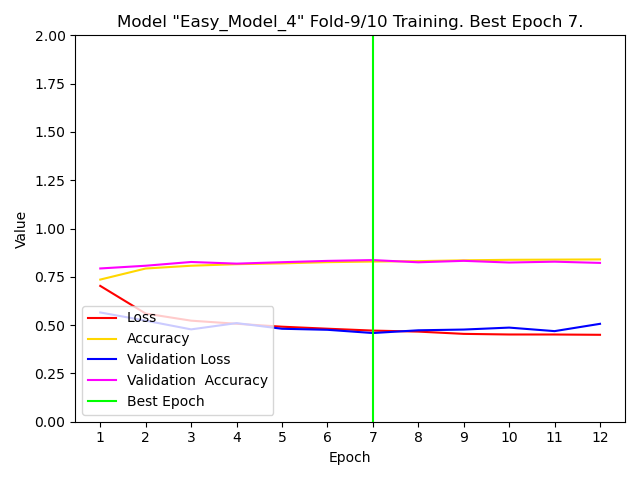 Model "Easy_Model_4" Fold-9/10 Training. Best Epoch 7.
2.00
1.75
1.50
1.25
1.00
0.75
0.50
0.25
0.00
Value
Loss
Accuracy
Validation Loss
Validation  Accuracy
Best Epoch
1 2 3 4 5 6 7 8 9 10 11 12
Epoch